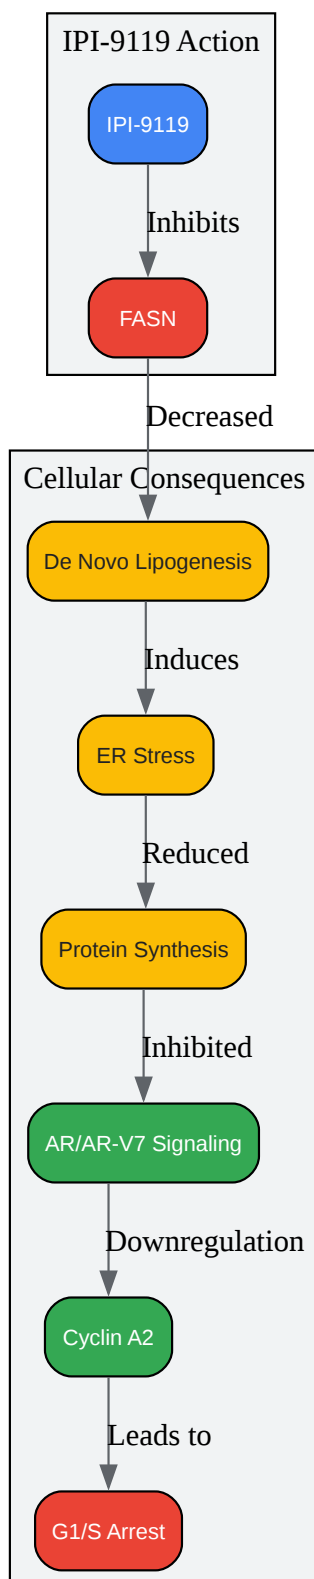 IPI-9119 Action
IPI-9119
Inhibits
FASN
Decreased
Cellular Consequences
De Novo Lipogenesis
Induces
ER Stress
Reduced
Protein Synthesis
Inhibited
AR/AR-V7 Signaling
Downregulation
Cyclin A2
Leads to
G1/S Arrest